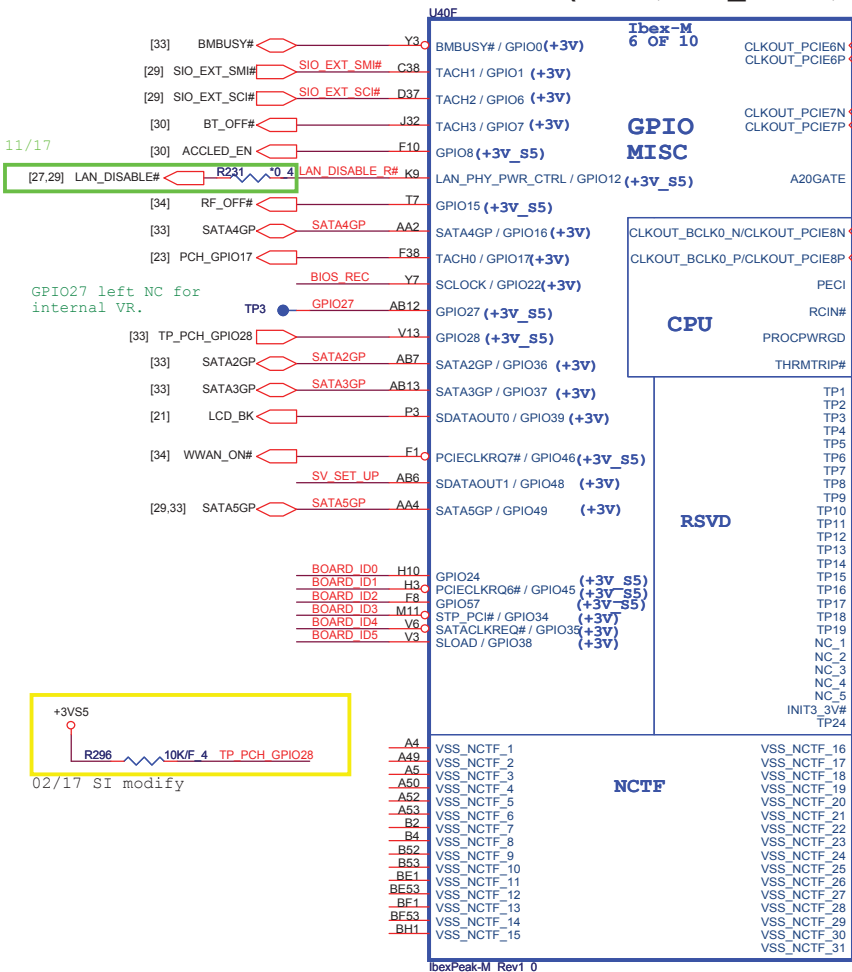 U40F
Ibex-M
6 OF 10
[33] BMBUSY# Y3 BMBUSY# / GPIO0 (+3V) CLKOUT_PCIE6N
CLKOUT_PCIE6P
[29] SIO_EXT_SMI# SIO_EXT_SMI# C38 TACH1 / GPIO1 (+3V)
[29] SIO_EXT_SCI# SIO_EXT_SCI# D37 TACH2 / GPIO6 (+3V)
CLKOUT_PCIE7N
[30] BT_OFF# J32 TACH3 / GPIO7 (+3V) GPIO CLKOUT_PCIE7P
11/17
[30] ACCLED_EN F10 GPIO8 (+3V_S5) MISC
[27,29] LAN_DISABLE# R231 *0_4 LAN_DISABLE_R# K9 LAN_PHY_PWR_CTRL / GPIO12 (+3V_S5) A20GATE
[34] RF_OFF# T7 GPIO15 (+3V_S5)
[33] SATA4GP SATA4GP AA2 SATA4GP / GPIO16 (+3V) CLKOUT_BCLK0_N/CLKOUT_PCIE8N
[23] PCH_GPIO17 F38 TACH0 / GPIO17 (+3V) CLKOUT_BCLK0_P/CLKOUT_PCIE8P
BIOS_REC Y7 SCLOCK / GPIO22 (+3V) PECI
GPIO27 left NC for
internal VR.
TP3 GPIO27 AB12 GPIO27 (+3V_S5) RCIN#
CPU
[33] TP_PCH_GPIO28 V13 GPIO28 (+3V_S5) PROCPWRGD
[33] SATA2GP SATA2GP AB7 SATA2GP / GPIO36 (+3V) THRMTRIP#
[33] SATA3GP SATA3GP AB13 SATA3GP / GPIO37 (+3V) TP1
TP2
[21] LCD_BK P3 SDATAOUT0 / GPIO39 (+3V) TP3
TP4
TP5
[34] WWAN_ON# F1 PCIECLKRQ7# / GPIO46 (+3V_S5) TP6
TP7
SV_SET_UP AB6 SDATAOUT1 / GPIO48 (+3V) TP8
TP9
[29,33] SATA5GP SATA5GP AA4 SATA5GP / GPIO49 (+3V) TP10
RSVD TP11
TP12
TP13
TP14
BOARD_ID0 H10 GPIO24 (+3V_S5) TP15
BOARD_ID1 H3 PCIECLKRQ6# / GPIO45 (+3V_S5) TP16
BOARD_ID2 F8 GPIO57 (+3V_S5) TP17
BOARD_ID3 M11 STP_PCI# / GPIO34 (+3V) TP18
BOARD_ID4 V6 SATACLKREQ# / GPIO35 (+3V) TP19
BOARD_ID5 V3 SLOAD / GPIO38 (+3V) NC_1
NC_2
NC_3
NC_4
NC_5
INIT3_3V#
TP24
+3VS5
R296 10K/F_4 TP_PCH_GPIO28
02/17 SI modify
A4 VSS_NCTF_1 VSS_NCTF_16
A49 VSS_NCTF_2 VSS_NCTF_17
A5 VSS_NCTF_3 VSS_NCTF_18
A50 VSS_NCTF_4 NCTF VSS_NCTF_19
A52 VSS_NCTF_5 VSS_NCTF_20
A53 VSS_NCTF_6 VSS_NCTF_21
B2 VSS_NCTF_7 VSS_NCTF_22
B4 VSS_NCTF_8 VSS_NCTF_23
B52 VSS_NCTF_9 VSS_NCTF_24
B53 VSS_NCTF_10 VSS_NCTF_25
BE1 VSS_NCTF_11 VSS_NCTF_26
BE53 VSS_NCTF_12 VSS_NCTF_27
BF1 VSS_NCTF_13 VSS_NCTF_28
BF53 VSS_NCTF_14 VSS_NCTF_29
BH1 VSS_NCTF_15 VSS_NCTF_30
VSS_NCTF_31
IbexPeak-M_Rev1_0